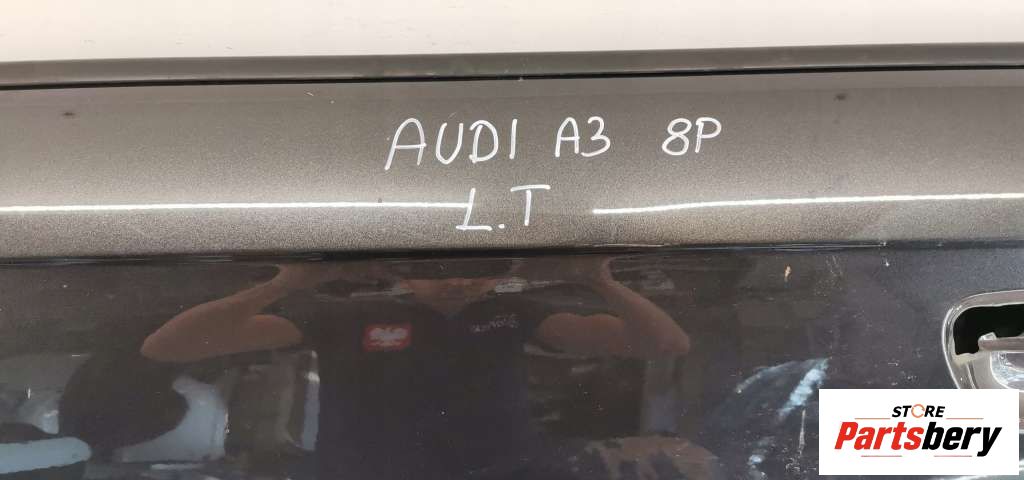 AUDI A3 8P
L.T
STORE
Partsbery